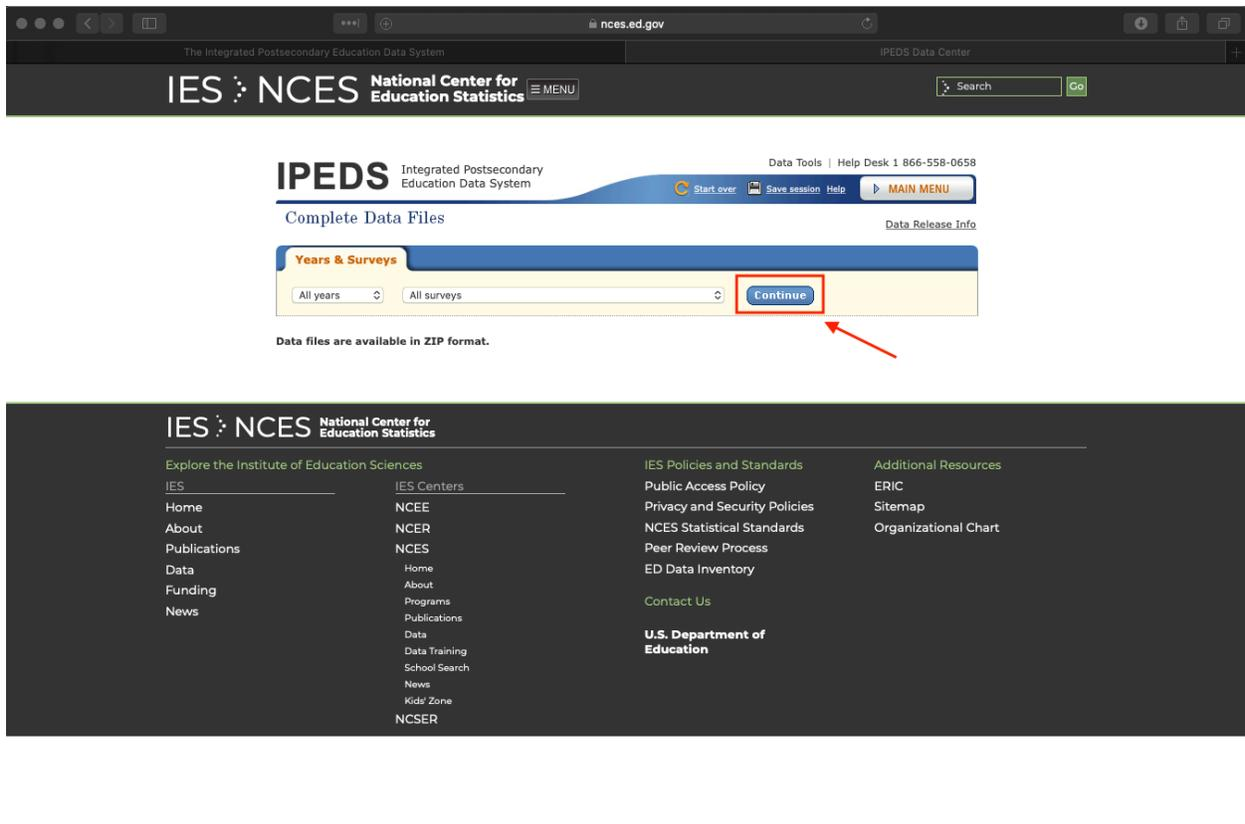 nces.ed.gov
The Integrated Postsecondary Education Data System
IPEDS Data Center
IES NCES National Center for Education Statistics
≡ MENU
Search
Go
IPEDS Integrated Postsecondary Education Data System
Data Tools | Help Desk 1 866-558-0658
Start over Save session Help MAIN MENU
Complete Data Files
Data Release Info
Years & Surveys
All years All surveys Continue
Data files are available in ZIP format.
IES NCES National Center for Education Statistics
Explore the Institute of Education Sciences
IES
Home
About
Publications
Data
Funding
News
IES Centers
NCEE
NCER
NCES
Home
About
Programs
Publications
Data
Data Training
School Search
News
Kids' Zone
NCSER
IES Policies and Standards
Public Access Policy
Privacy and Security Policies
NCES Statistical Standards
Peer Review Process
ED Data Inventory
Contact Us
U.S. Department of
Education
Additional Resources
ERIC
Sitemap
Organizational Chart